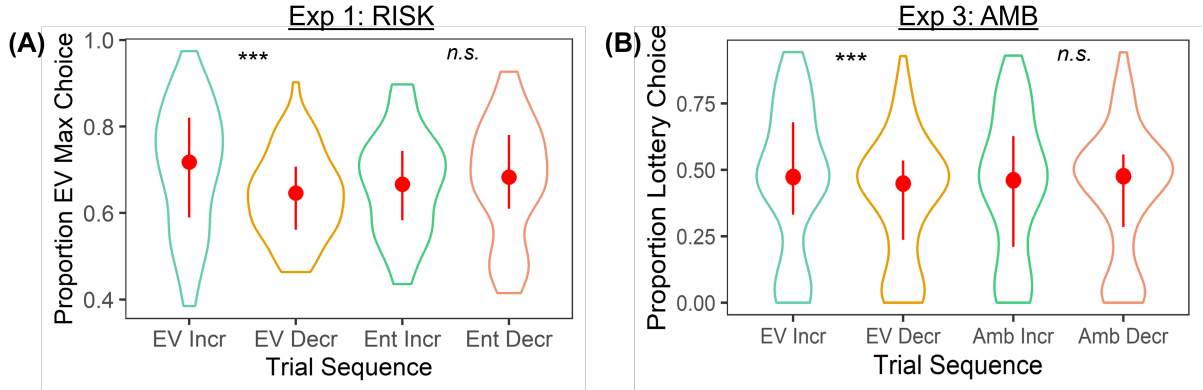 Exp 1: RISK
(A)
Proportion EV Max Choice
1.0
0.8
0.6
0.4
***
n.s.
EV Incr
EV Decr
Ent Incr
Ent Decr
Trial Sequence
Exp 3: AMB
(B)
Proportion Lottery Choice
0.75
0.50
0.25
0.00
***
n.s.
EV Incr
EV Decr
Amb Incr
Amb Decr
Trial Sequence